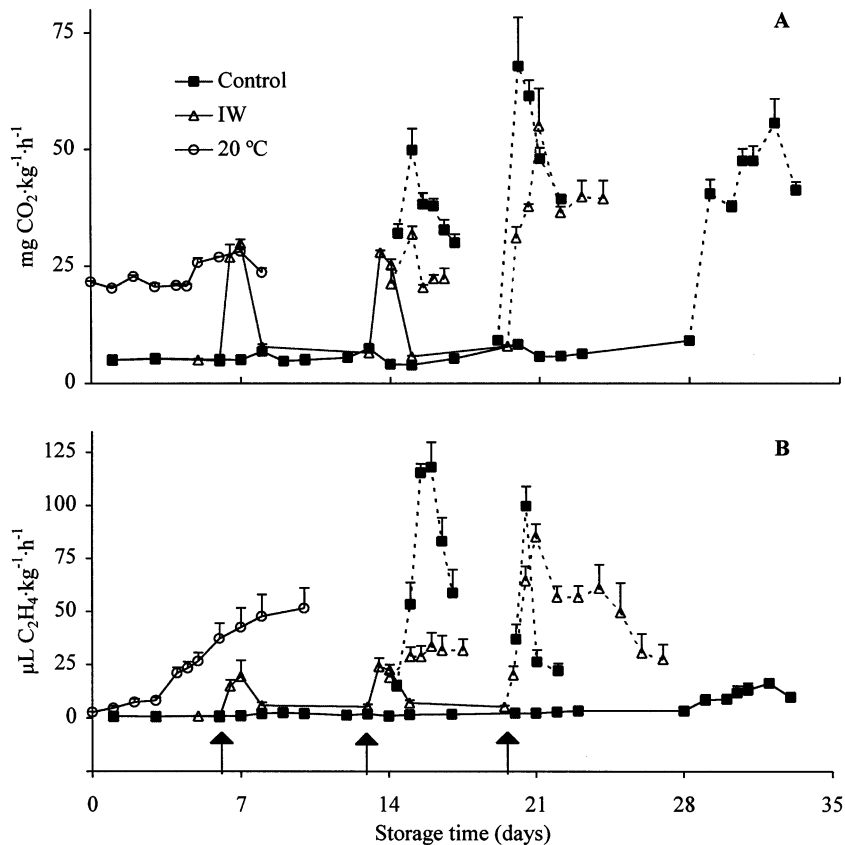 A
75
50
25
0
mg CO₂·kg⁻¹·h⁻¹
Control
IW
20 ºC
B
125
100
75
50
25
0
µL C₂H₄·kg⁻¹·h⁻¹
0 7 14 21 28 35
Storage time (days)